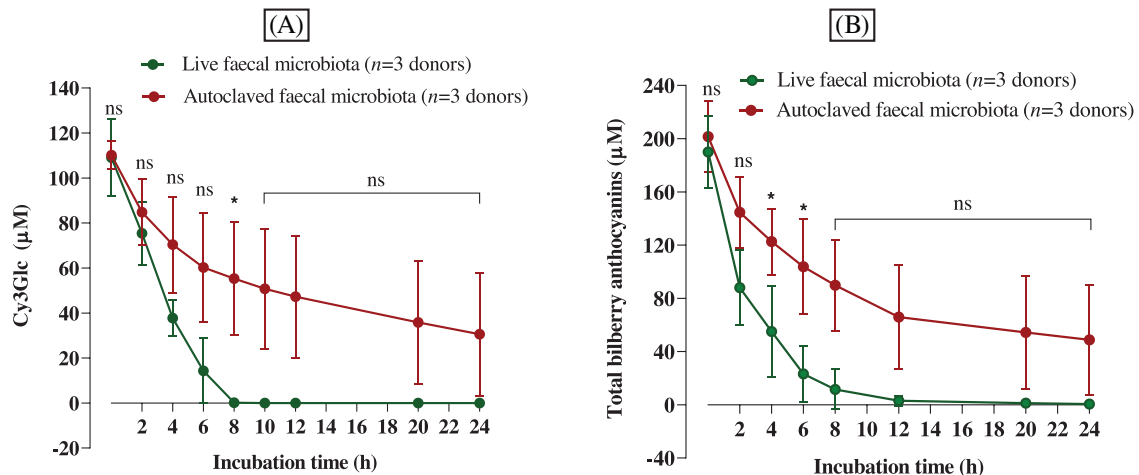 (A)
Live faecal microbiota (n=3 donors)
Autoclaved faecal microbiota (n=3 donors)
140
120
100
80
60
40
20
0
-20
Cy3Glc (µM)
ns
ns
ns
ns
*
ns
2 4 6 8 10 12 14 16 18 20 22 24
Incubation time (h)
(B)
Live faecal microbiota (n=3 donors)
Autoclaved faecal microbiota (n=3 donors)
240
200
160
120
80
40
0
-40
Total bilberry anthocyanins (µM)
ns
ns
*
*
ns
2 4 6 8 10 12 14 16 18 20 22 24
Incubation time (h)